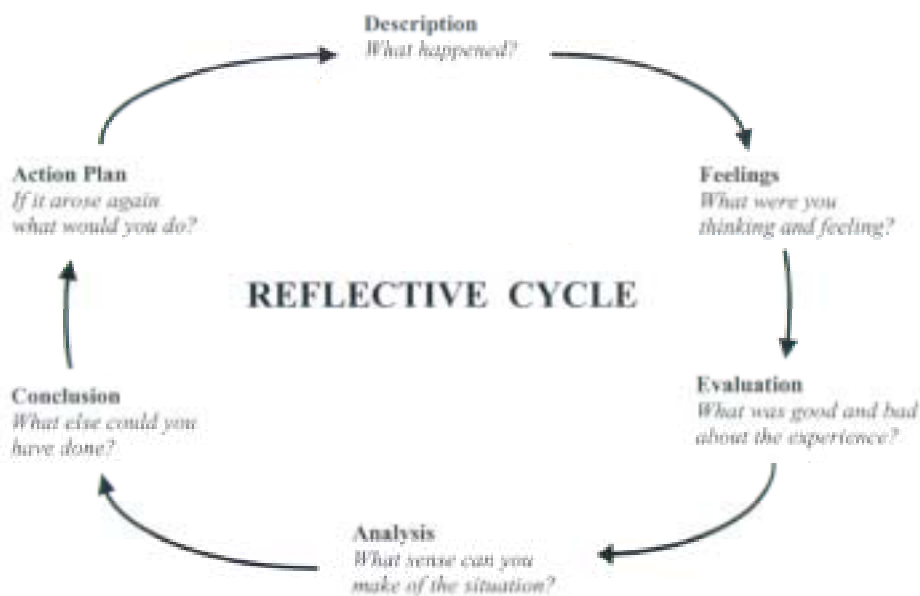 Description
What happened?
Feelings
What were you
thinking and feeling?
Evaluation
What was good and bad
about the experience?
Analysis
What sense can you
make of the situation?
Conclusion
What else could you
have done?
Action Plan
If it arose again
what would you do?
REFLECTIVE CYCLE